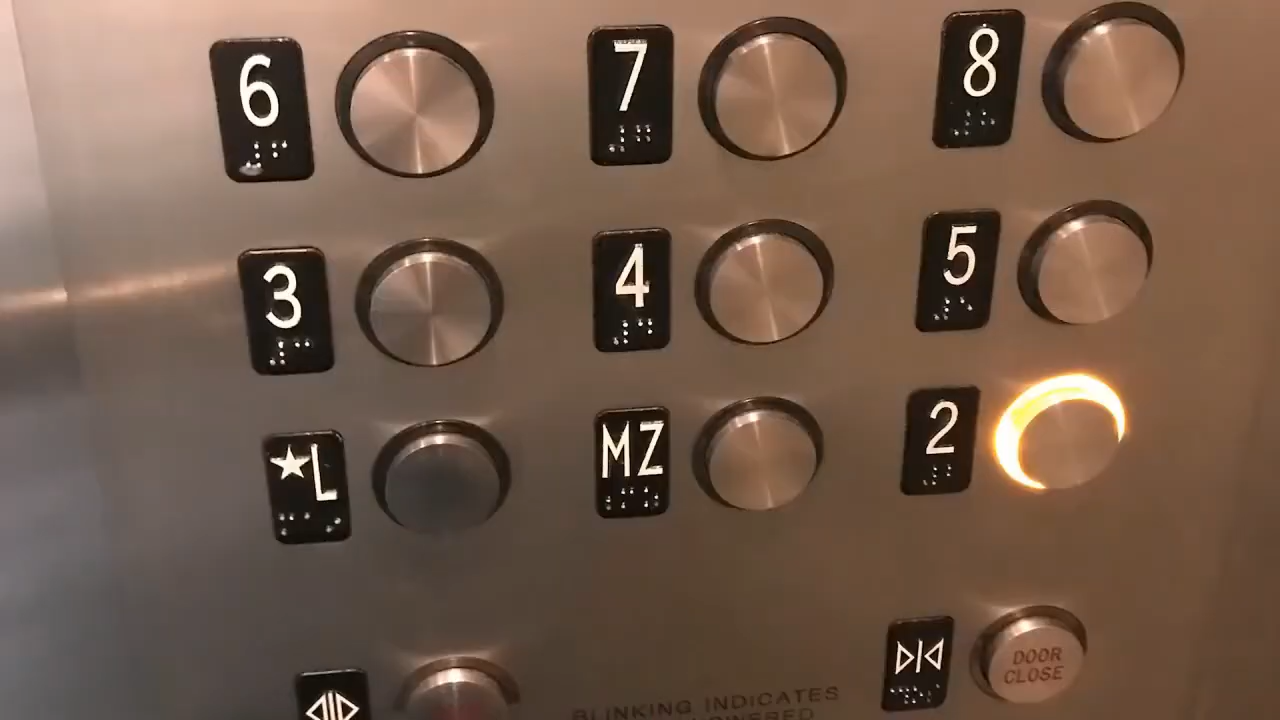 6 7 8
3 4 5
★L MZ 2
DOOR
CLOSE
BLINKING INDICATES